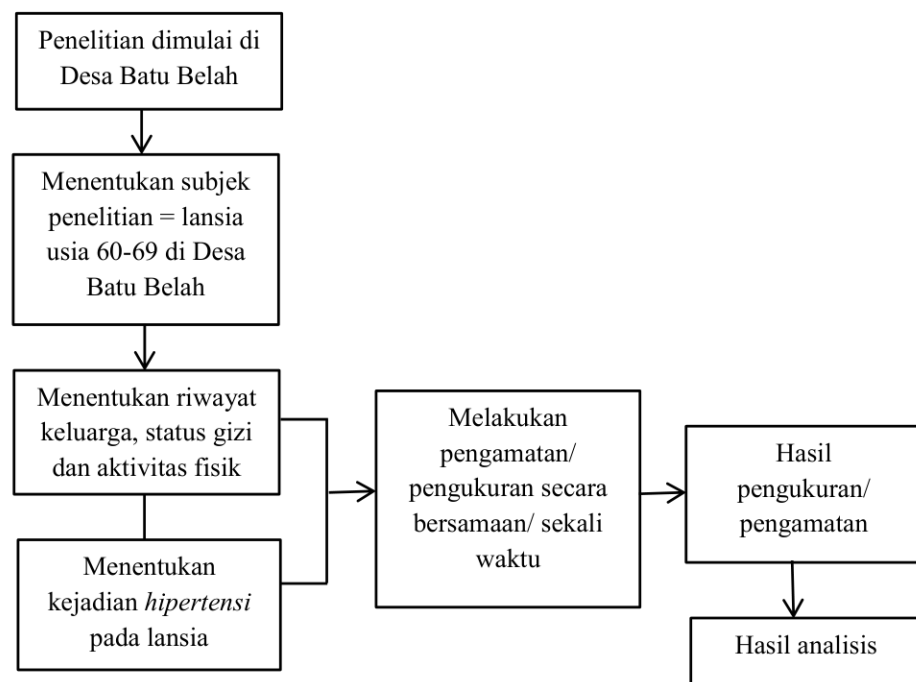 Penelitian dimulai di
Desa Batu Belah
Menentukan subjek
penelitian = lansia
usia 60-69 di Desa
Batu Belah
Menentukan riwayat
keluarga, status gizi
dan aktivitas fisik
Menentukan
kejadian hipertensi
pada lansia
Melakukan
pengamatan/
pengukuran secara
bersamaan/ sekali
waktu
Hasil
pengukuran/
pengamatan
Hasil analisis